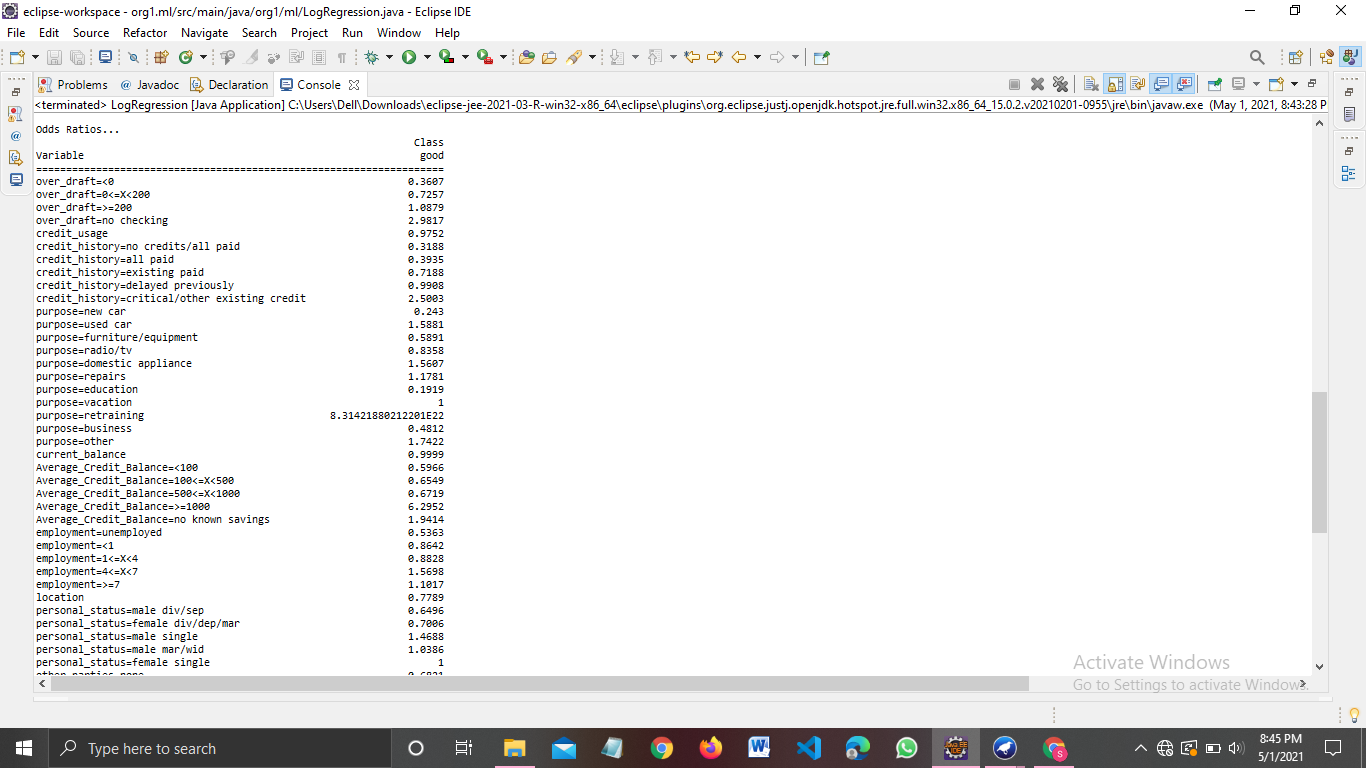 eclipse-workspace - org1.ml/src/main/java/org1/ml/LogRegression.java - Eclipse IDE
File Edit Source Refactor Navigate Search Project Run Window Help
Problems @ Javadoc Declaration Console
<terminated> LogRegression [Java Application] C:\Users\Dell\Downloads\eclipse-jee-2021-03-R-win32-x86_64\eclipse\plugins\org.eclipse.justj.openjdk.hotspot.jre.full.win32.x86_64_15.0.2.v20210201-0955\jre\bin\javaw.exe (May 1, 2021, 8:43:28 P
Odds Ratios...
Class
Variable good
====================================================================
over_draft=<0 0.3607
over_draft=0<=X<200 0.7257
over_draft=>=200 1.0879
over_draft=no checking 2.9817
credit_usage 0.9752
credit_history=no credits/all paid 0.3188
credit_history=all paid 0.3935
credit_history=existing paid 0.7188
credit_history=delayed previously 0.9908
credit_history=critical/other existing credit 2.5003
purpose=new car 0.243
purpose=used car 1.5881
purpose=furniture/equipment 0.5891
purpose=radio/tv 0.8358
purpose=domestic appliance 1.5607
purpose=repairs 1.1781
purpose=education 0.1919
purpose=vacation 1
purpose=retraining 8.31421880212201E22
purpose=business 0.4812
purpose=other 1.7422
current_balance 0.9999
Average_Credit_Balance=<100 0.5966
Average_Credit_Balance=100<=X<500 0.6549
Average_Credit_Balance=500<=X<1000 0.6719
Average_Credit_Balance=>=1000 6.2952
Average_Credit_Balance=no known savings 1.9414
employment=unemployed 0.5363
employment=<1 0.8642
employment=1<=X<4 0.8828
employment=4<=X<7 1.5698
employment=>=7 1.1017
location 0.7789
personal_status=male div/sep 0.6496
personal_status=female div/dep/mar 0.7006
personal_status=male single 1.4688
personal_status=male mar/wid 1.0386
personal_status=female single 1
Activate Windows
Go to Settings to activate Windows.
Type here to search
8:45 PM
5/1/2021